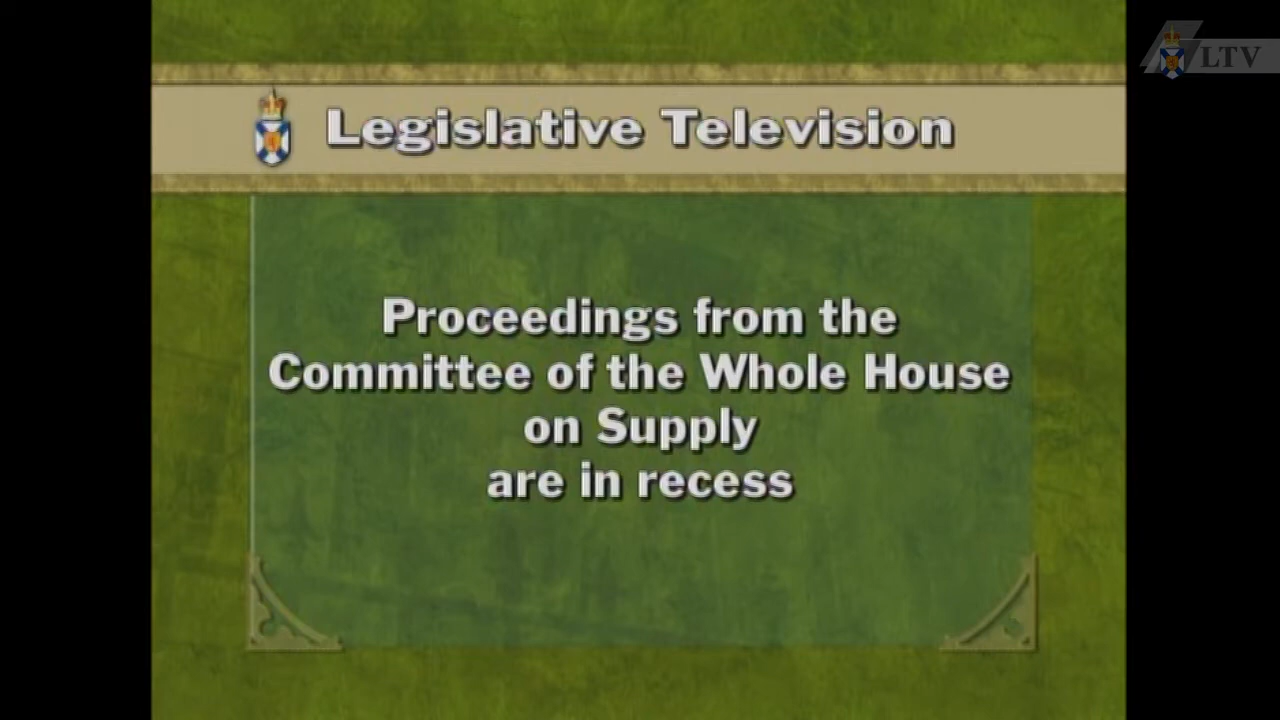 LTV
Legislative Television
Proceedings from the
Committee of the Whole House
on Supply
are in recess